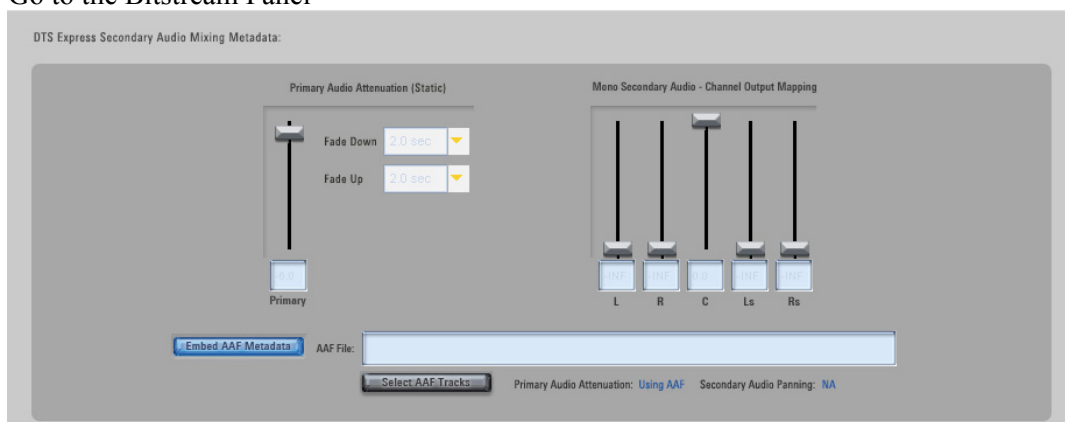 Go to the Bitstream Panel
DTS Express Secondary Audio Mixing Metadata:
Primary Audio Attenuation (Static)
Mono Secondary Audio - Channel Output Mapping
Fade Down 2.0 sec
Fade Up 2.0 sec
-6.0
-INF -INF 0.0 -INF -INF
Primary
L R C Ls Rs
Embed AAF Metadata AAF File:
Select AAF Tracks Primary Audio Attenuation: Using AAF Secondary Audio Panning: NA